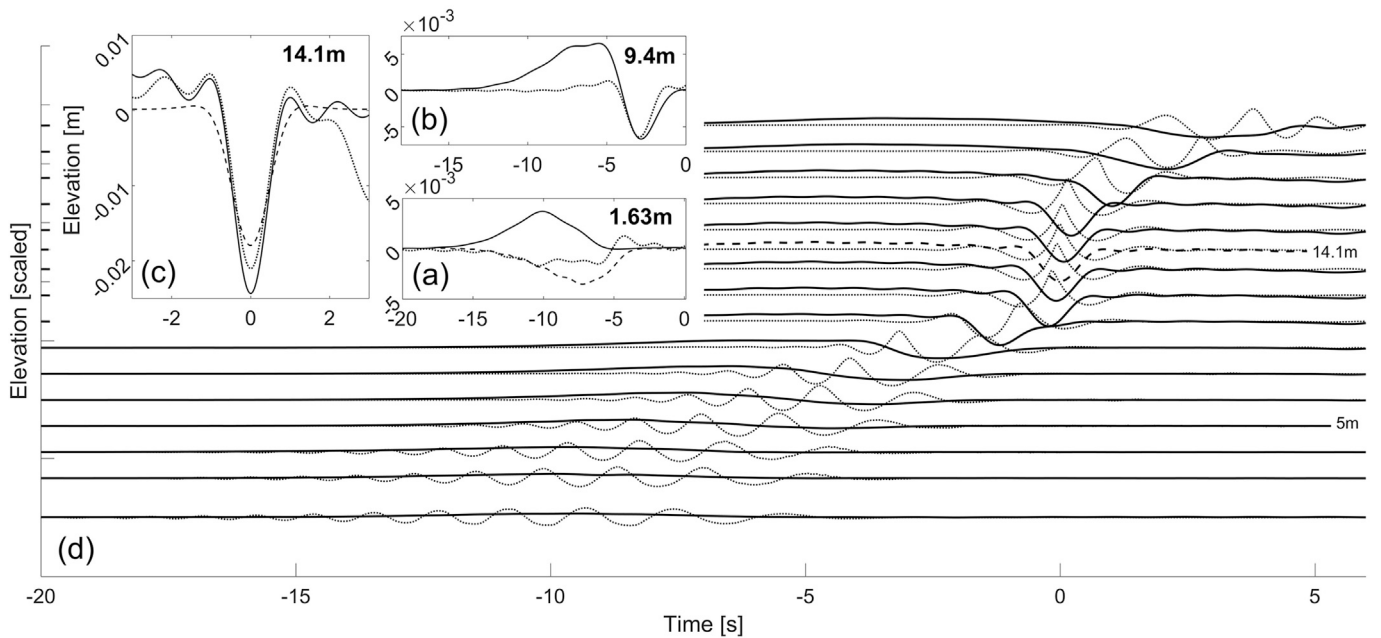 Elevation [scaled]
Elevation [m]
0.01
0
-0.01
-0.02
14.1m
(c)
-2
0
2
×10⁻³
5
0
-5
9.4m
(b)
-15
-10
-5
0
×10⁻³
5
0
-5
1.63m
(a)
-20
-15
-10
-5
0
14.1m
5m
(d)
-20
-15
-10
-5
0
5
Time [s]